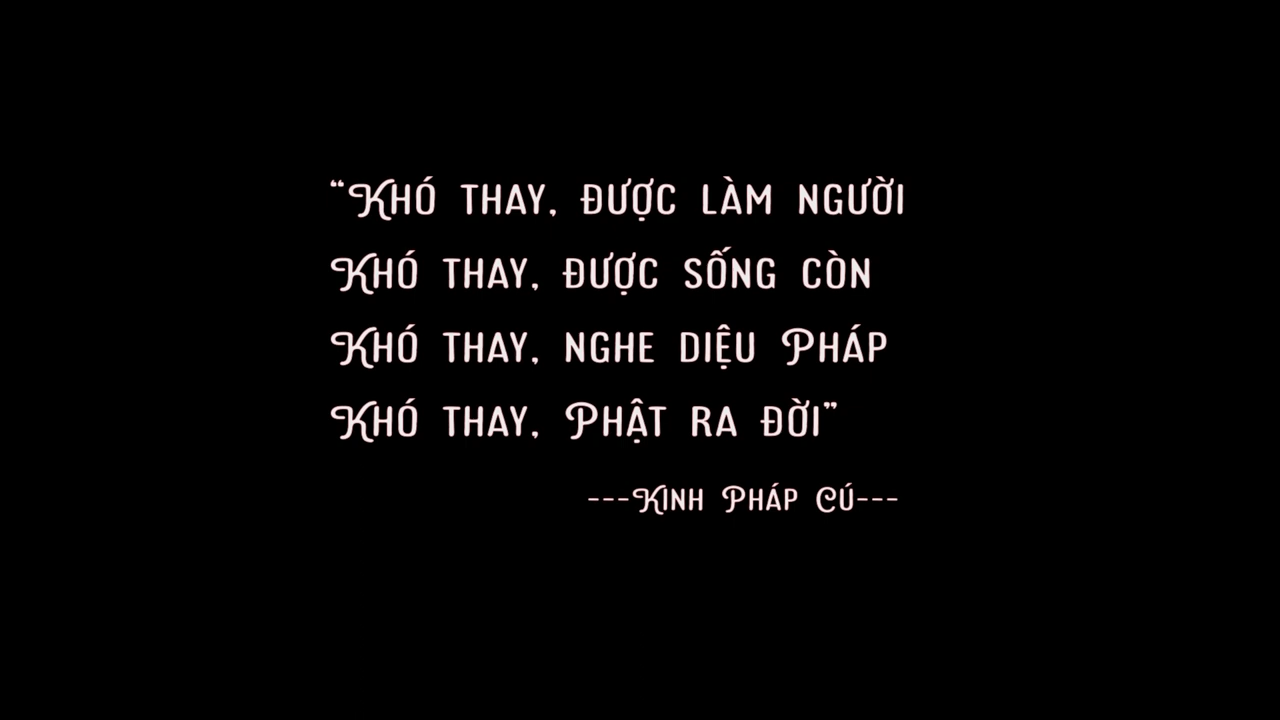 “Khó thay, được làm người
Khó thay, được sống còn
Khó thay, nghe diệu Pháp
Khó thay, Phật ra đời”
---Kinh Pháp Cú---